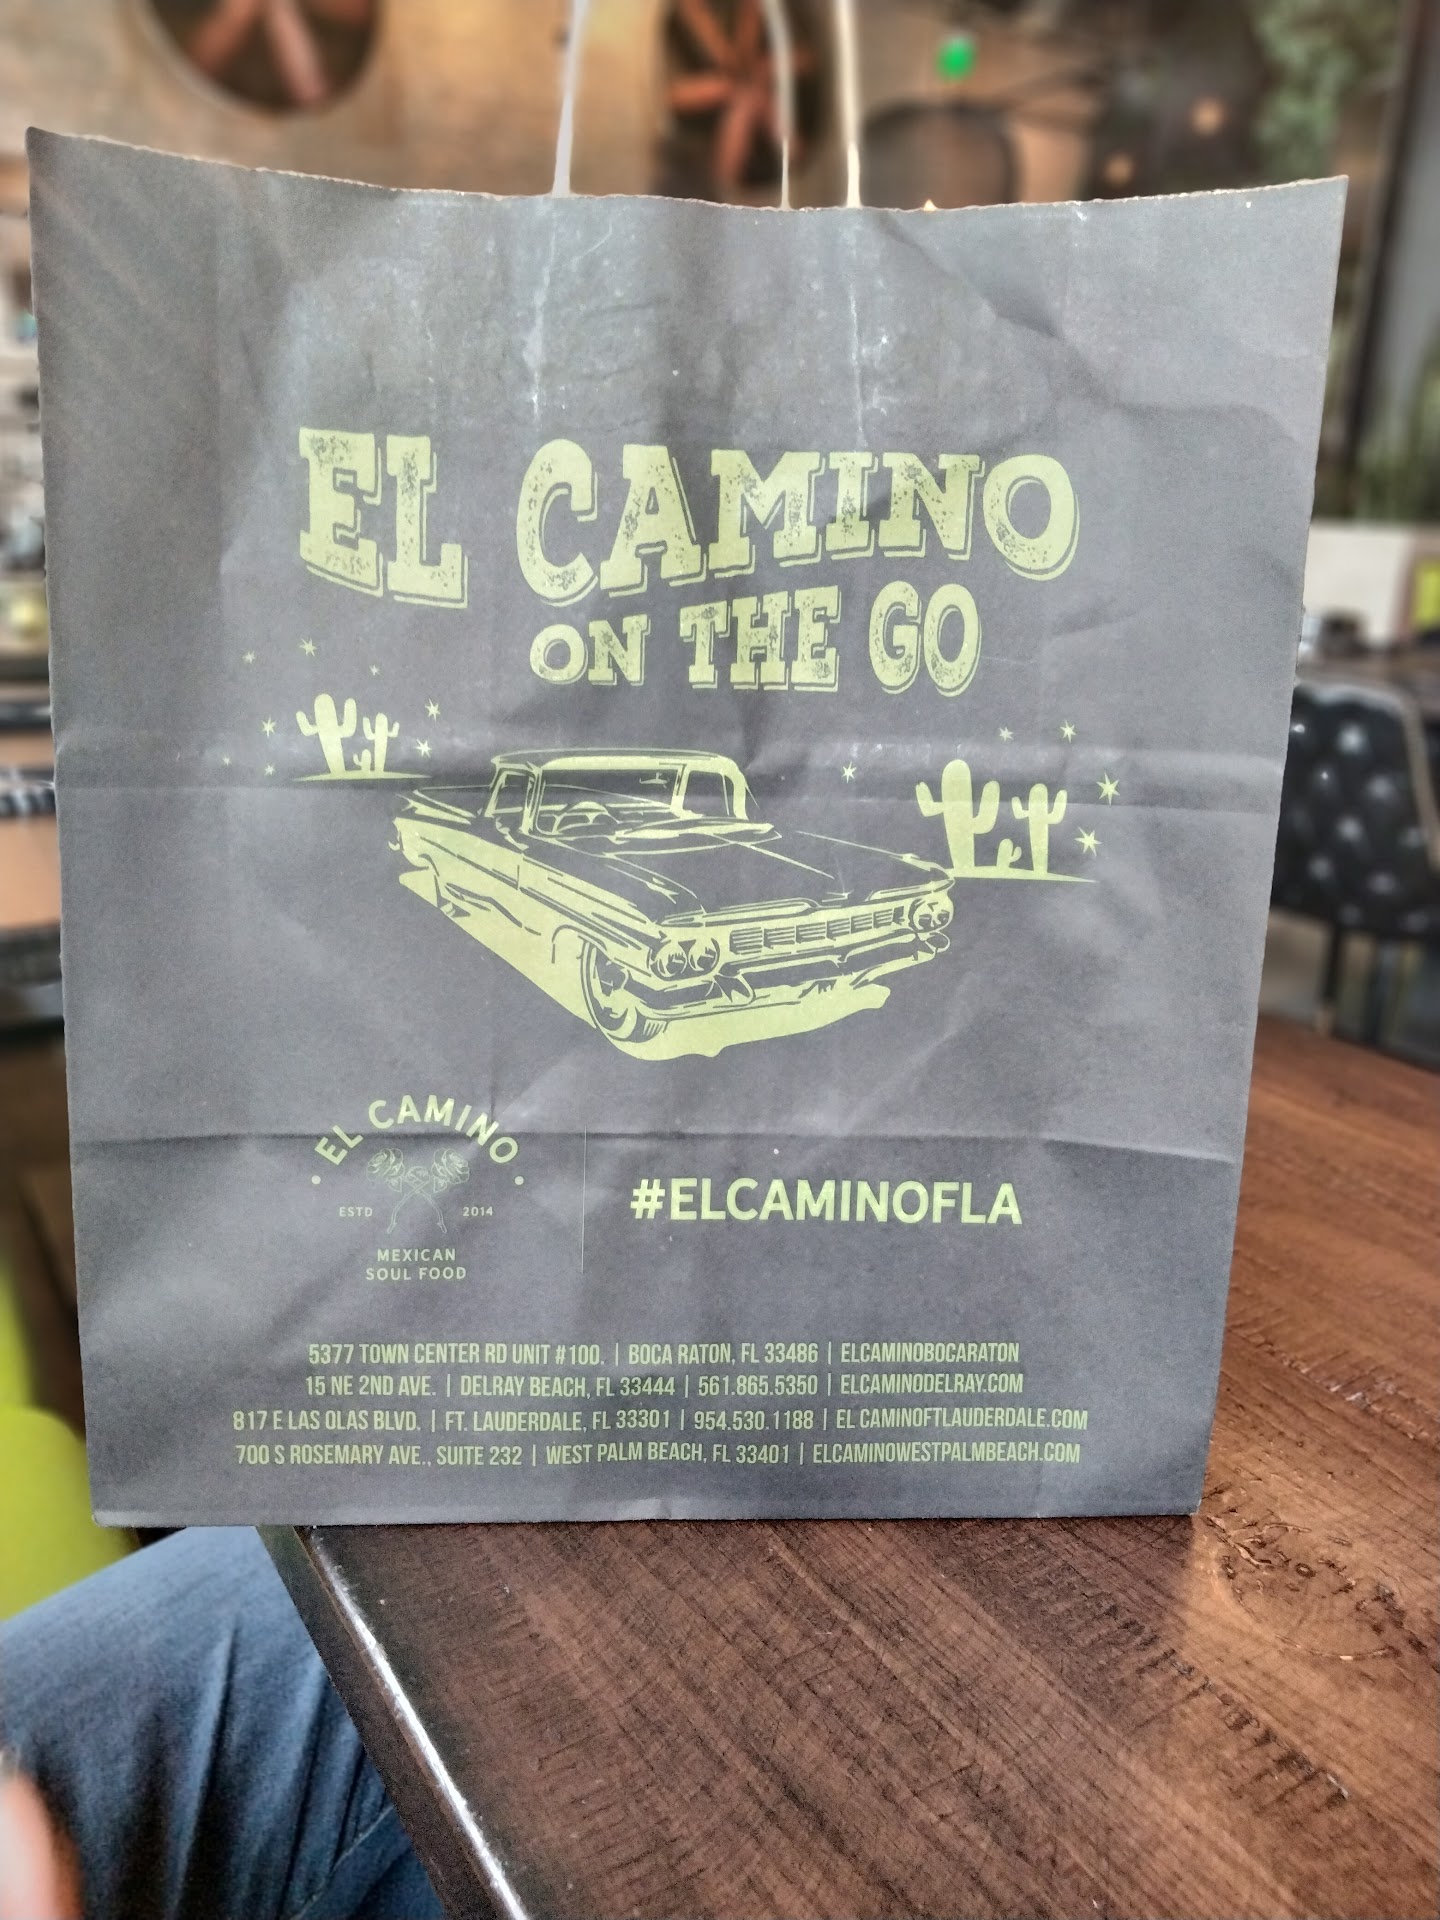 EL CAMINO
ON THE GO
EL CAMINO
ESTD 2014
MEXICAN
SOUL FOOD
#ELCAMINOFLA
5377 TOWN CENTER RD UNIT #100. | BOCA RATON, FL 33486 | ELCAMINOBOCARATON
15 NE 2ND AVE. | DELRAY BEACH, FL 33444 | 561.865.5350 | ELCAMINODELRAY.COM
817 E LAS OLAS BLVD. | FT. LAUDERDALE, FL 33301 | 954.530.1188 | EL CAMINOFTLAUDERDALE.COM
700 S ROSEMARY AVE., SUITE 232 | WEST PALM BEACH, FL 33401 | ELCAMINOWESTPALMBEACH.COM